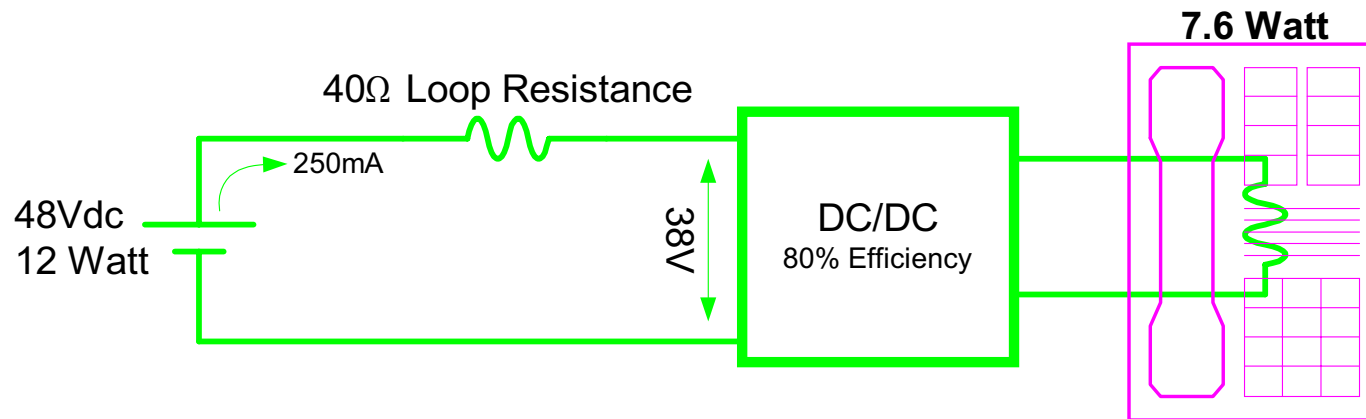 7.6 Watt
40Ω Loop Resistance
250mA
48Vdc
12 Watt
38V
DC/DC
80% Efficiency